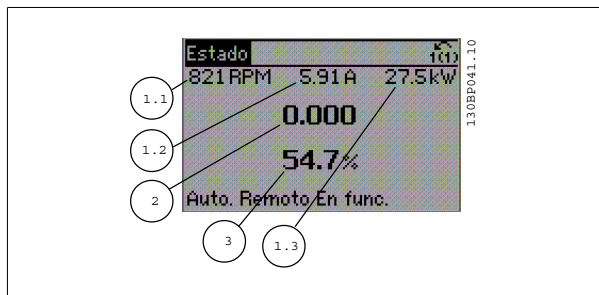 Estado
1(1)
821 RPM 5.91 A 27.5 kW
0.000
54.7%
Auto. Remoto En func.
1.1
1.2
2
3
1.3
130BP041.10